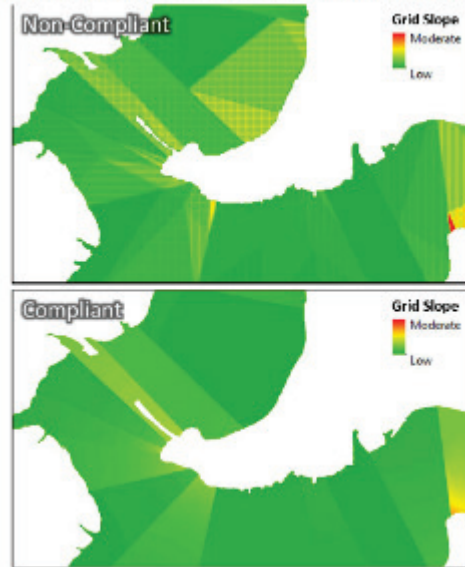 Non-Compliant
Grid Slope
Moderate
Low
Compliant
Grid Slope
Moderate
Low